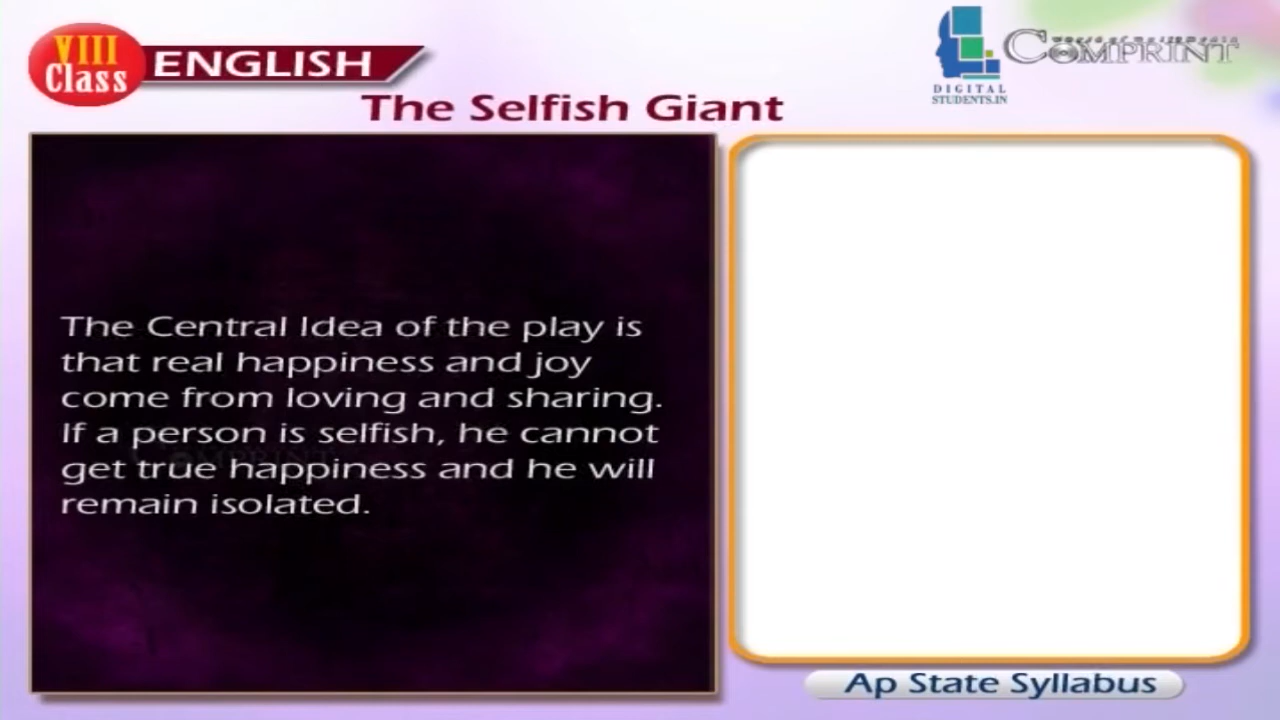 VIII
Class
ENGLISH
The Selfish Giant
DIGITAL
STUDENTS.IN
COMPRINT
The Central Idea of the play is
that real happiness and joy
come from loving and sharing.
If a person is selfish, he cannot
get true happiness and he will
remain isolated.
Ap State Syllabus